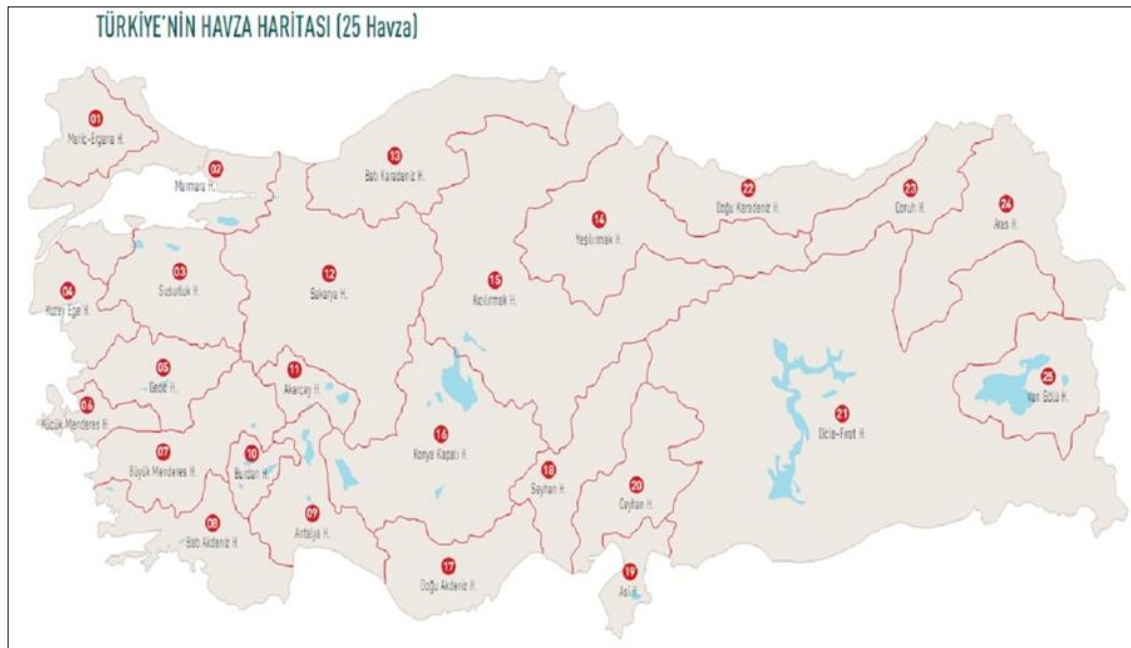 TÜRKİYE'NİN HAVZA HARİTASI (25 Havza)
01
Meriç-Ergene H.
02
Marmara H.
13
Batı Karadeniz H.
22
Doğu Karadeniz H.
23
Çoruh H.
24
Aras H.
14
Yeşilırmak H.
03
Susurluk H.
12
Sakarya H.
15
Kızılırmak H.
04
Kuzey Ege H.
05
Gediz H.
11
Akarçay H.
25
Van Gölü H.
06
Küçük Menderes H.
21
Dicle-Fırat H.
16
Konya Kapalı H.
10
Burdur H.
07
Büyük Menderes H.
18
Seyhan H.
20
Ceyhan H.
09
Antalya H.
08
Batı Akdeniz H.
17
Doğu Akdeniz H.
19
Asi H.